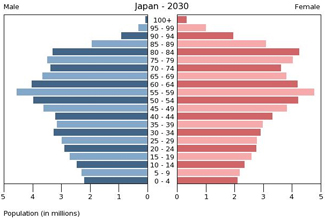 Male Japan - 2030 Female
100+
95 - 99
90 - 94
85 - 89
80 - 84
75 - 79
70 - 74
65 - 69
60 - 64
55 - 59
50 - 54
45 - 49
40 - 44
35 - 39
30 - 34
25 - 29
20 - 24
15 - 19
10 - 14
5 - 9
0 - 4
5 4 3 2 1 0 0 1 2 3 4 5
Population (in millions)